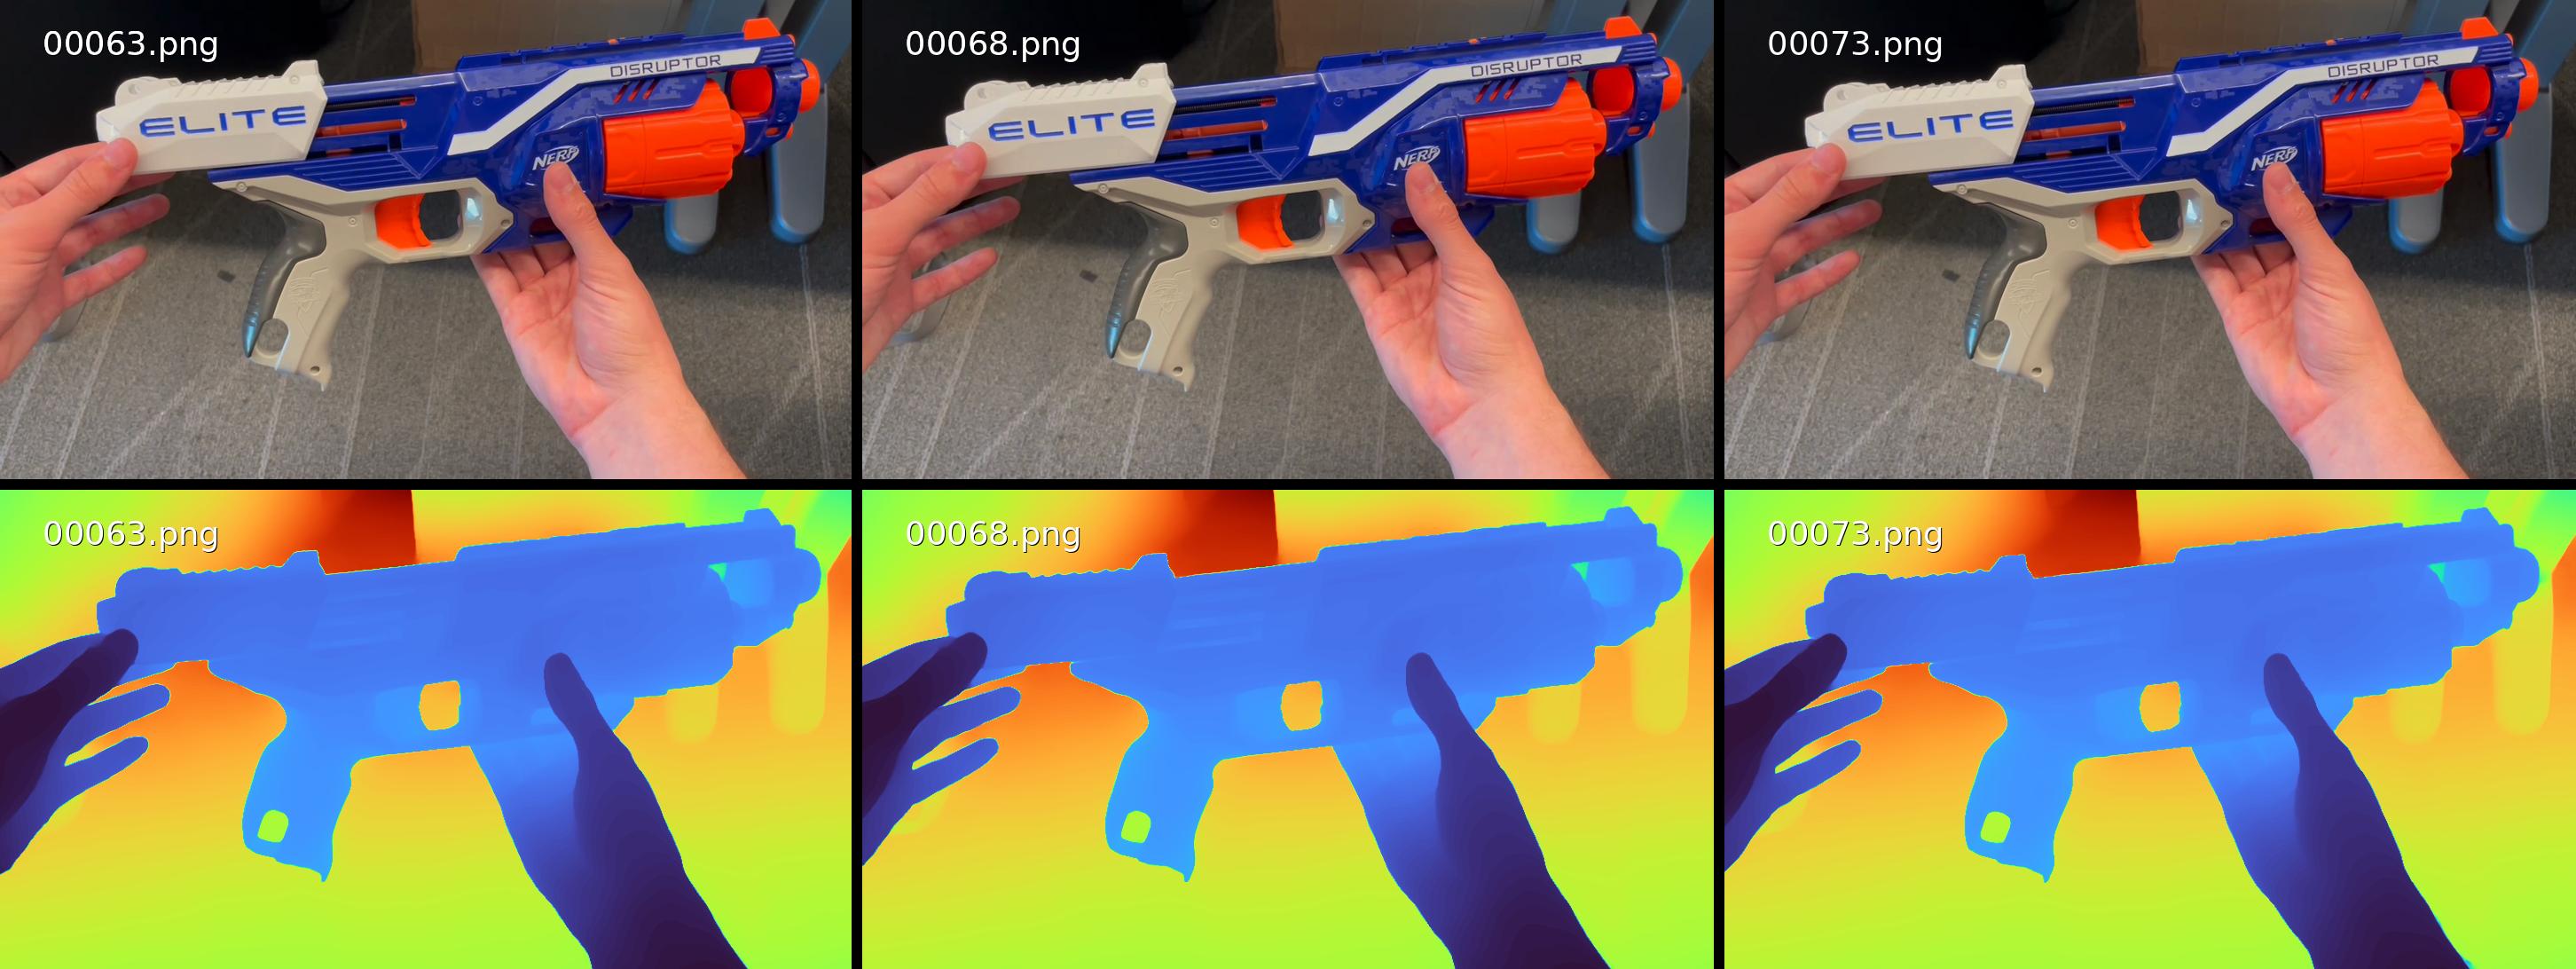 00063.png
DISRUPTOR
ELITE
NERF
00068.png
DISRUPTOR
ELITE
NERF
00073.png
DISRUPTOR
ELITE
NERF
00063.png
00068.png
00073.png